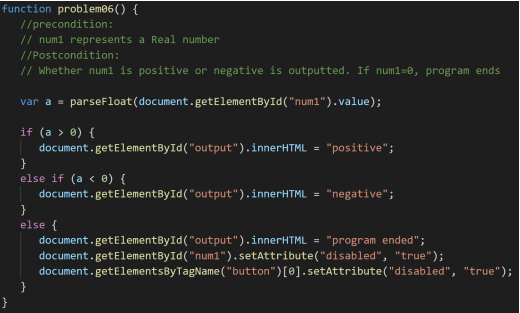 function problem06() {
//precondition:
// num1 represents a Real number
//Postcondition:
// Whether num1 is positive or negative is outputted. If num1=0, program ends
var a = parseFloat(document.getElementById("num1").value);
if (a > 0) {
document.getElementById("output").innerHTML = "positive";
}
else if (a < 0) {
document.getElementById("output").innerHTML = "negative";
}
else {
document.getElementById("output").innerHTML = "program ended";
document.getElementById("num1").setAttribute("disabled", "true");
document.getElementsByTagName("button")[0].setAttribute("disabled", "true");
}
}